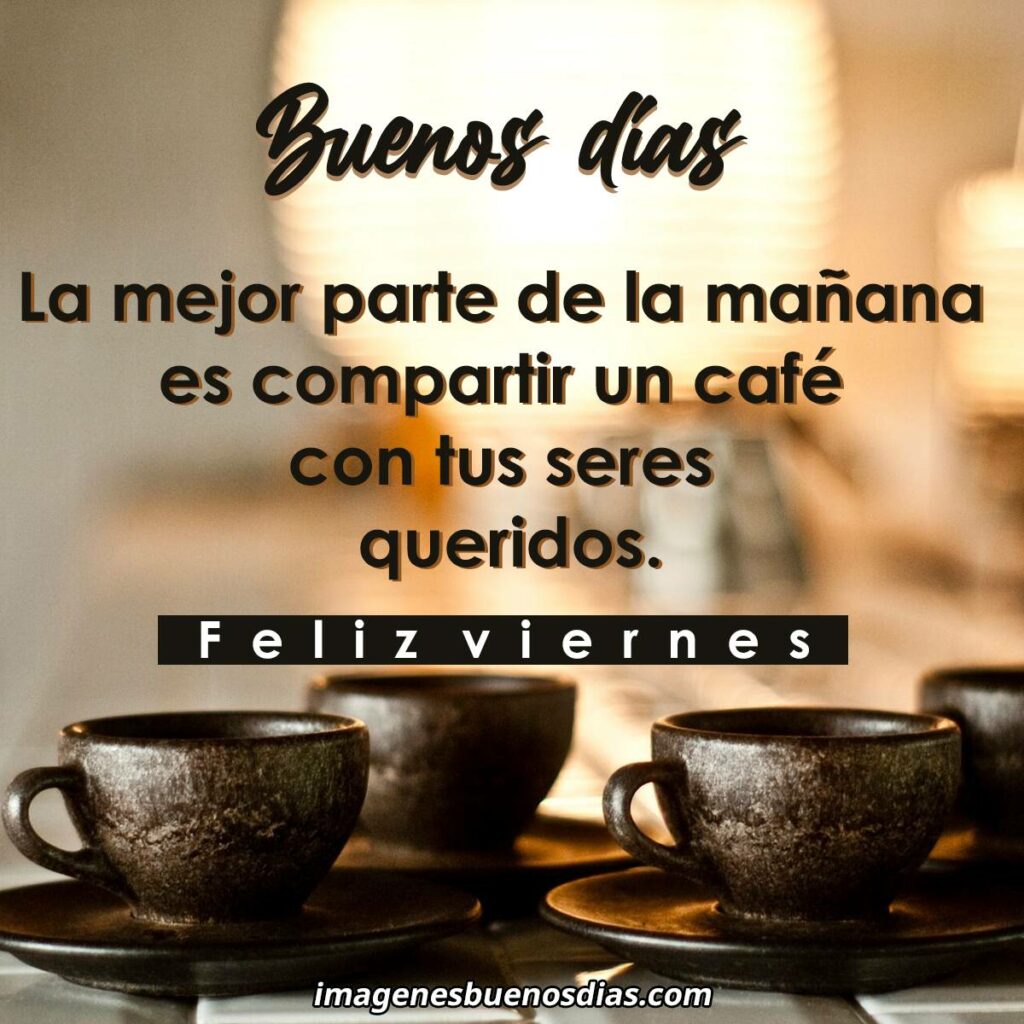 Buenos días
La mejor parte de la mañana
es compartir un café
con tus seres
queridos.
Feliz viernes
imagenesbuenosdias.com